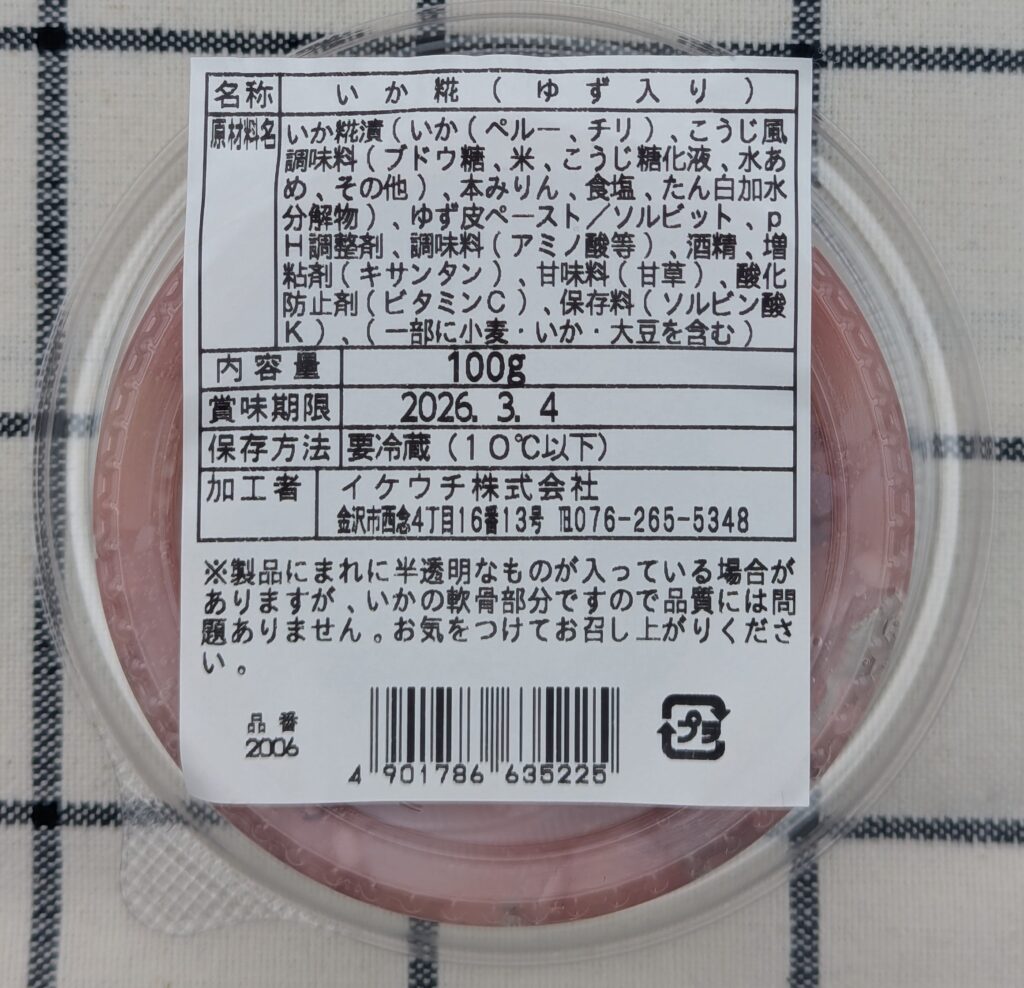 名称 いか糀(ゆず入り)
原材料名 いか糀漬(いか(ペルー、チリ)、こうじ風
調味料(ブドウ糖、米、こうじ糖化液、水あ
め、その他)、本みりん、食塩、たん白加水
分解物)、ゆず皮ペースト/ソルビット、p
H調整剤、調味料(アミノ酸等)、酒精、増
粘剤(キサンタン)、甘味料(甘草)、酸化
防止剤(ビタミンC)、保存料(ソルビン酸
K)、(一部に小麦・いか・大豆を含む)
内容量 100g
賞味期限 2026. 3. 4
保存方法 要冷蔵(10℃以下)
加工者 イケウチ株式会社
金沢市西念4丁目16番13号 ℡076-265-5348
※製品にまれに半透明なものが入っている場合が
ありますが、いかの軟骨部分ですので品質には問
題ありません。お気をつけてお召し上がりくださ
い。
品番
2006
4 901786 635225
プラ